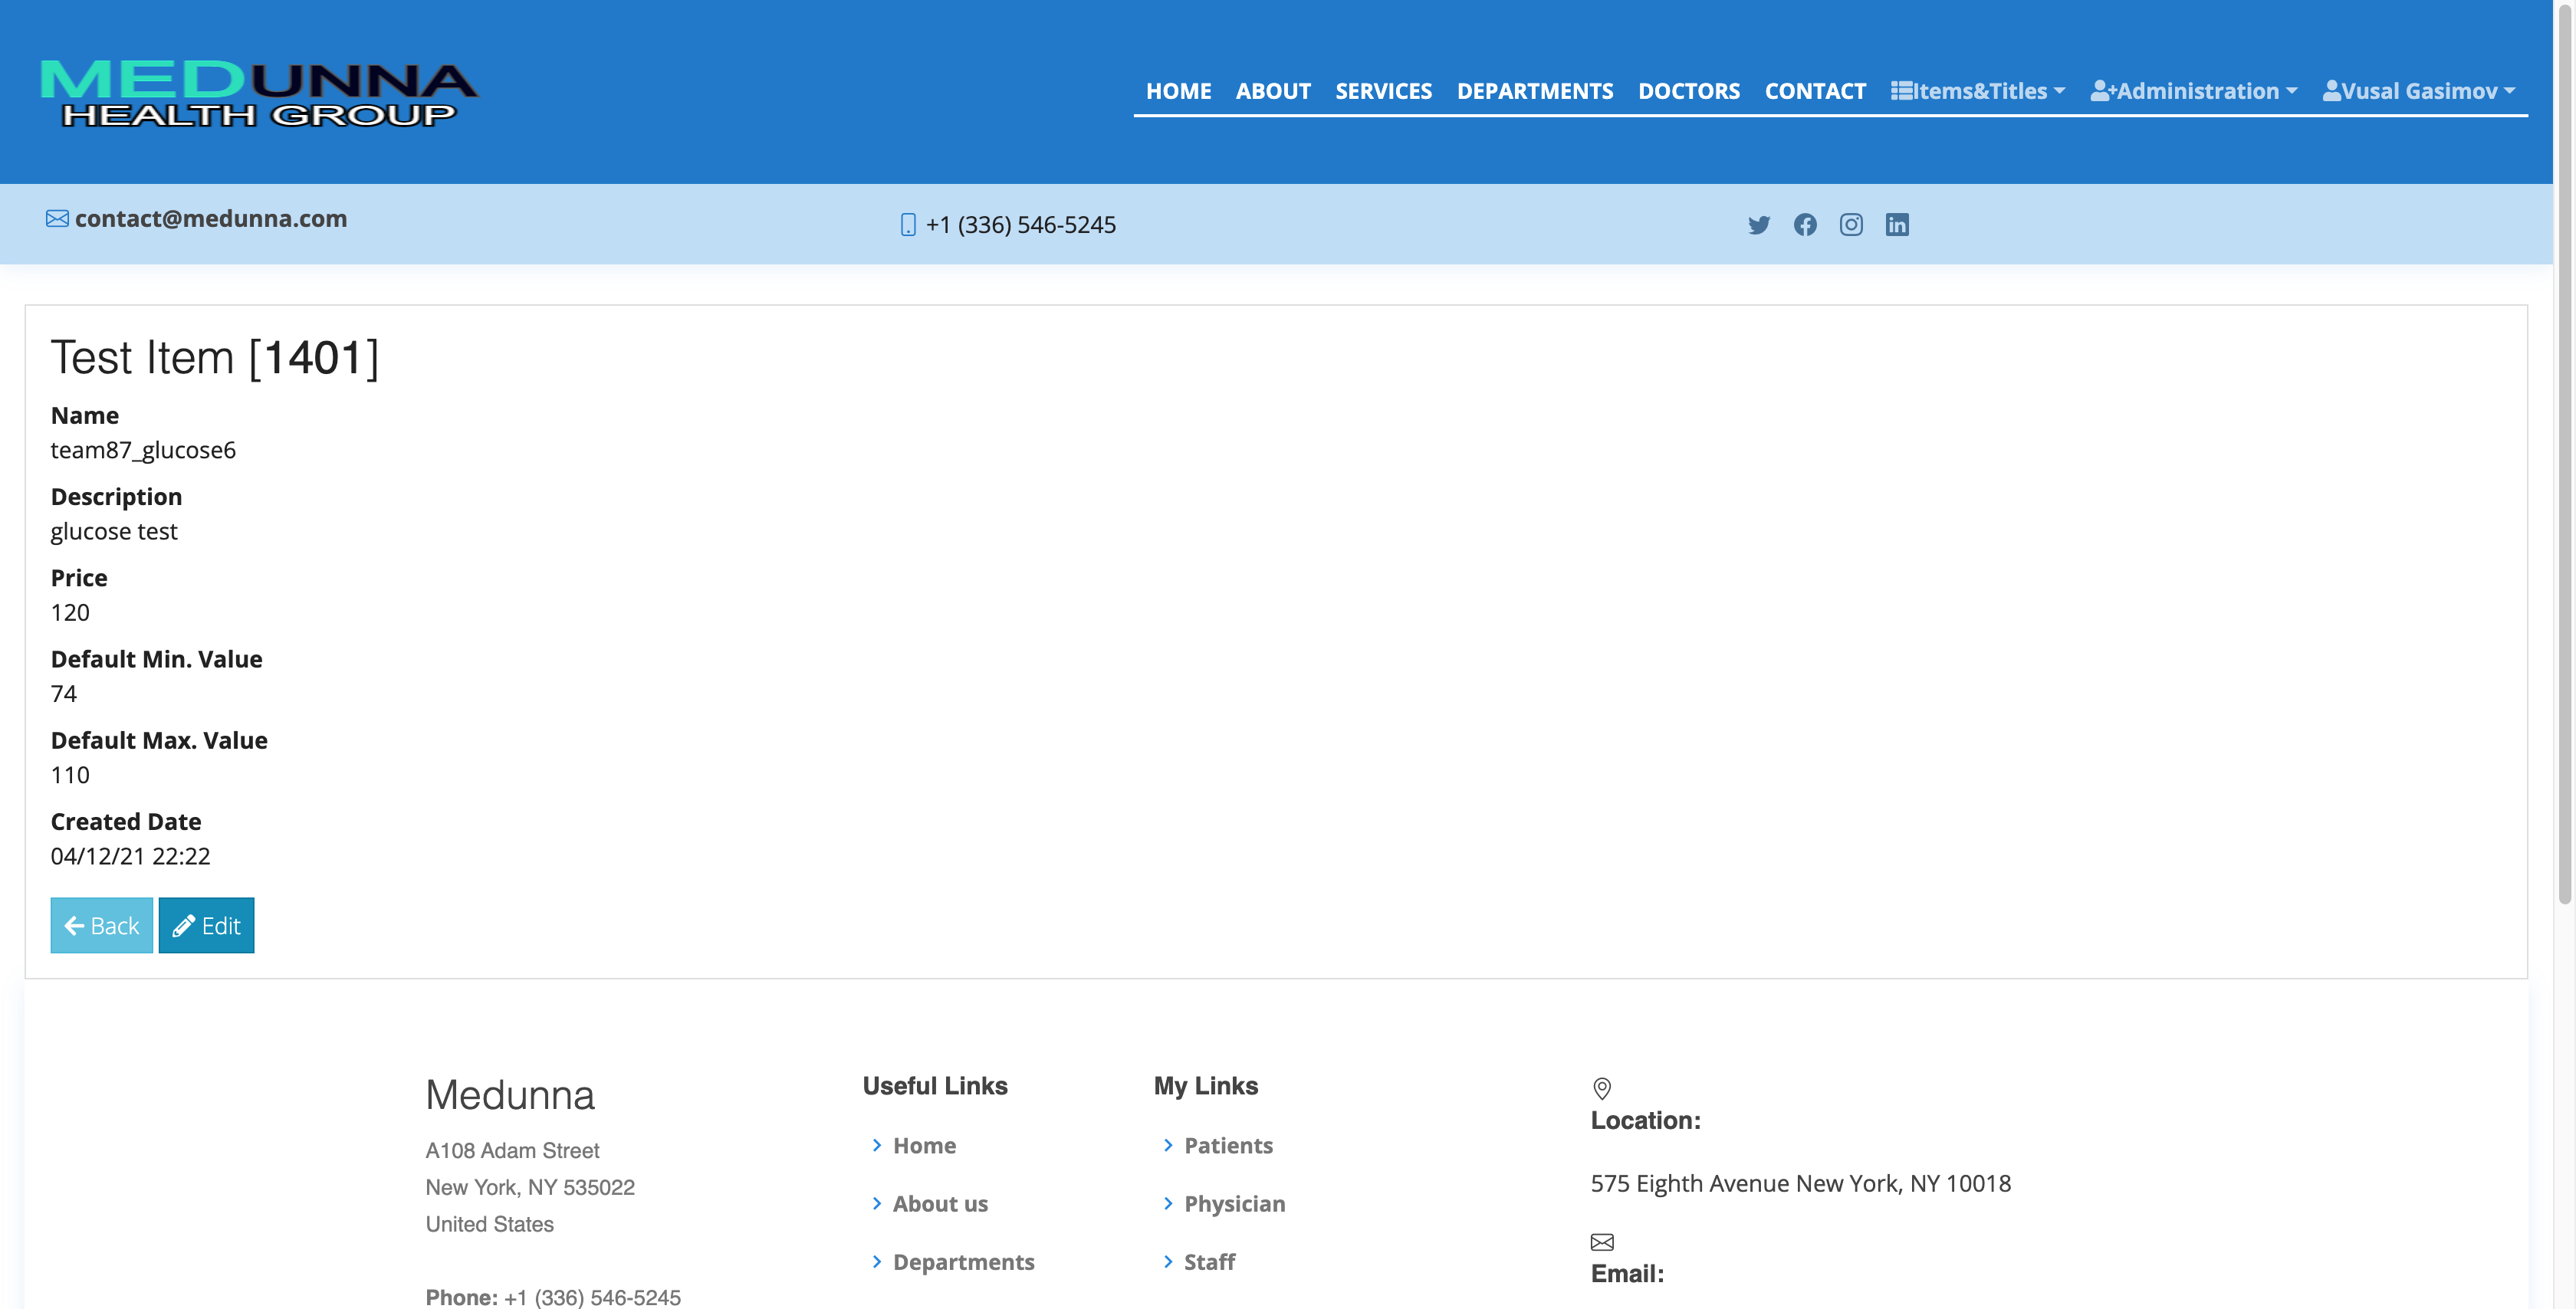 MEDUNNA
HEALTH GROUP
HOME ABOUT SERVICES DEPARTMENTS DOCTORS CONTACT Items&Titles Administration Vusal Gasimov
contact@medunna.com
+1 (336) 546-5245
Test Item [1401]
Name
team87_glucose6
Description
glucose test
Price
120
Default Min. Value
74
Default Max. Value
110
Created Date
04/12/21 22:22
Back Edit
Medunna
A108 Adam Street
New York, NY 535022
United States
Phone: +1 (336) 546-5245
Useful Links
Home
About us
Departments
My Links
Patients
Physician
Staff
Location:
575 Eighth Avenue New York, NY 10018
Email: